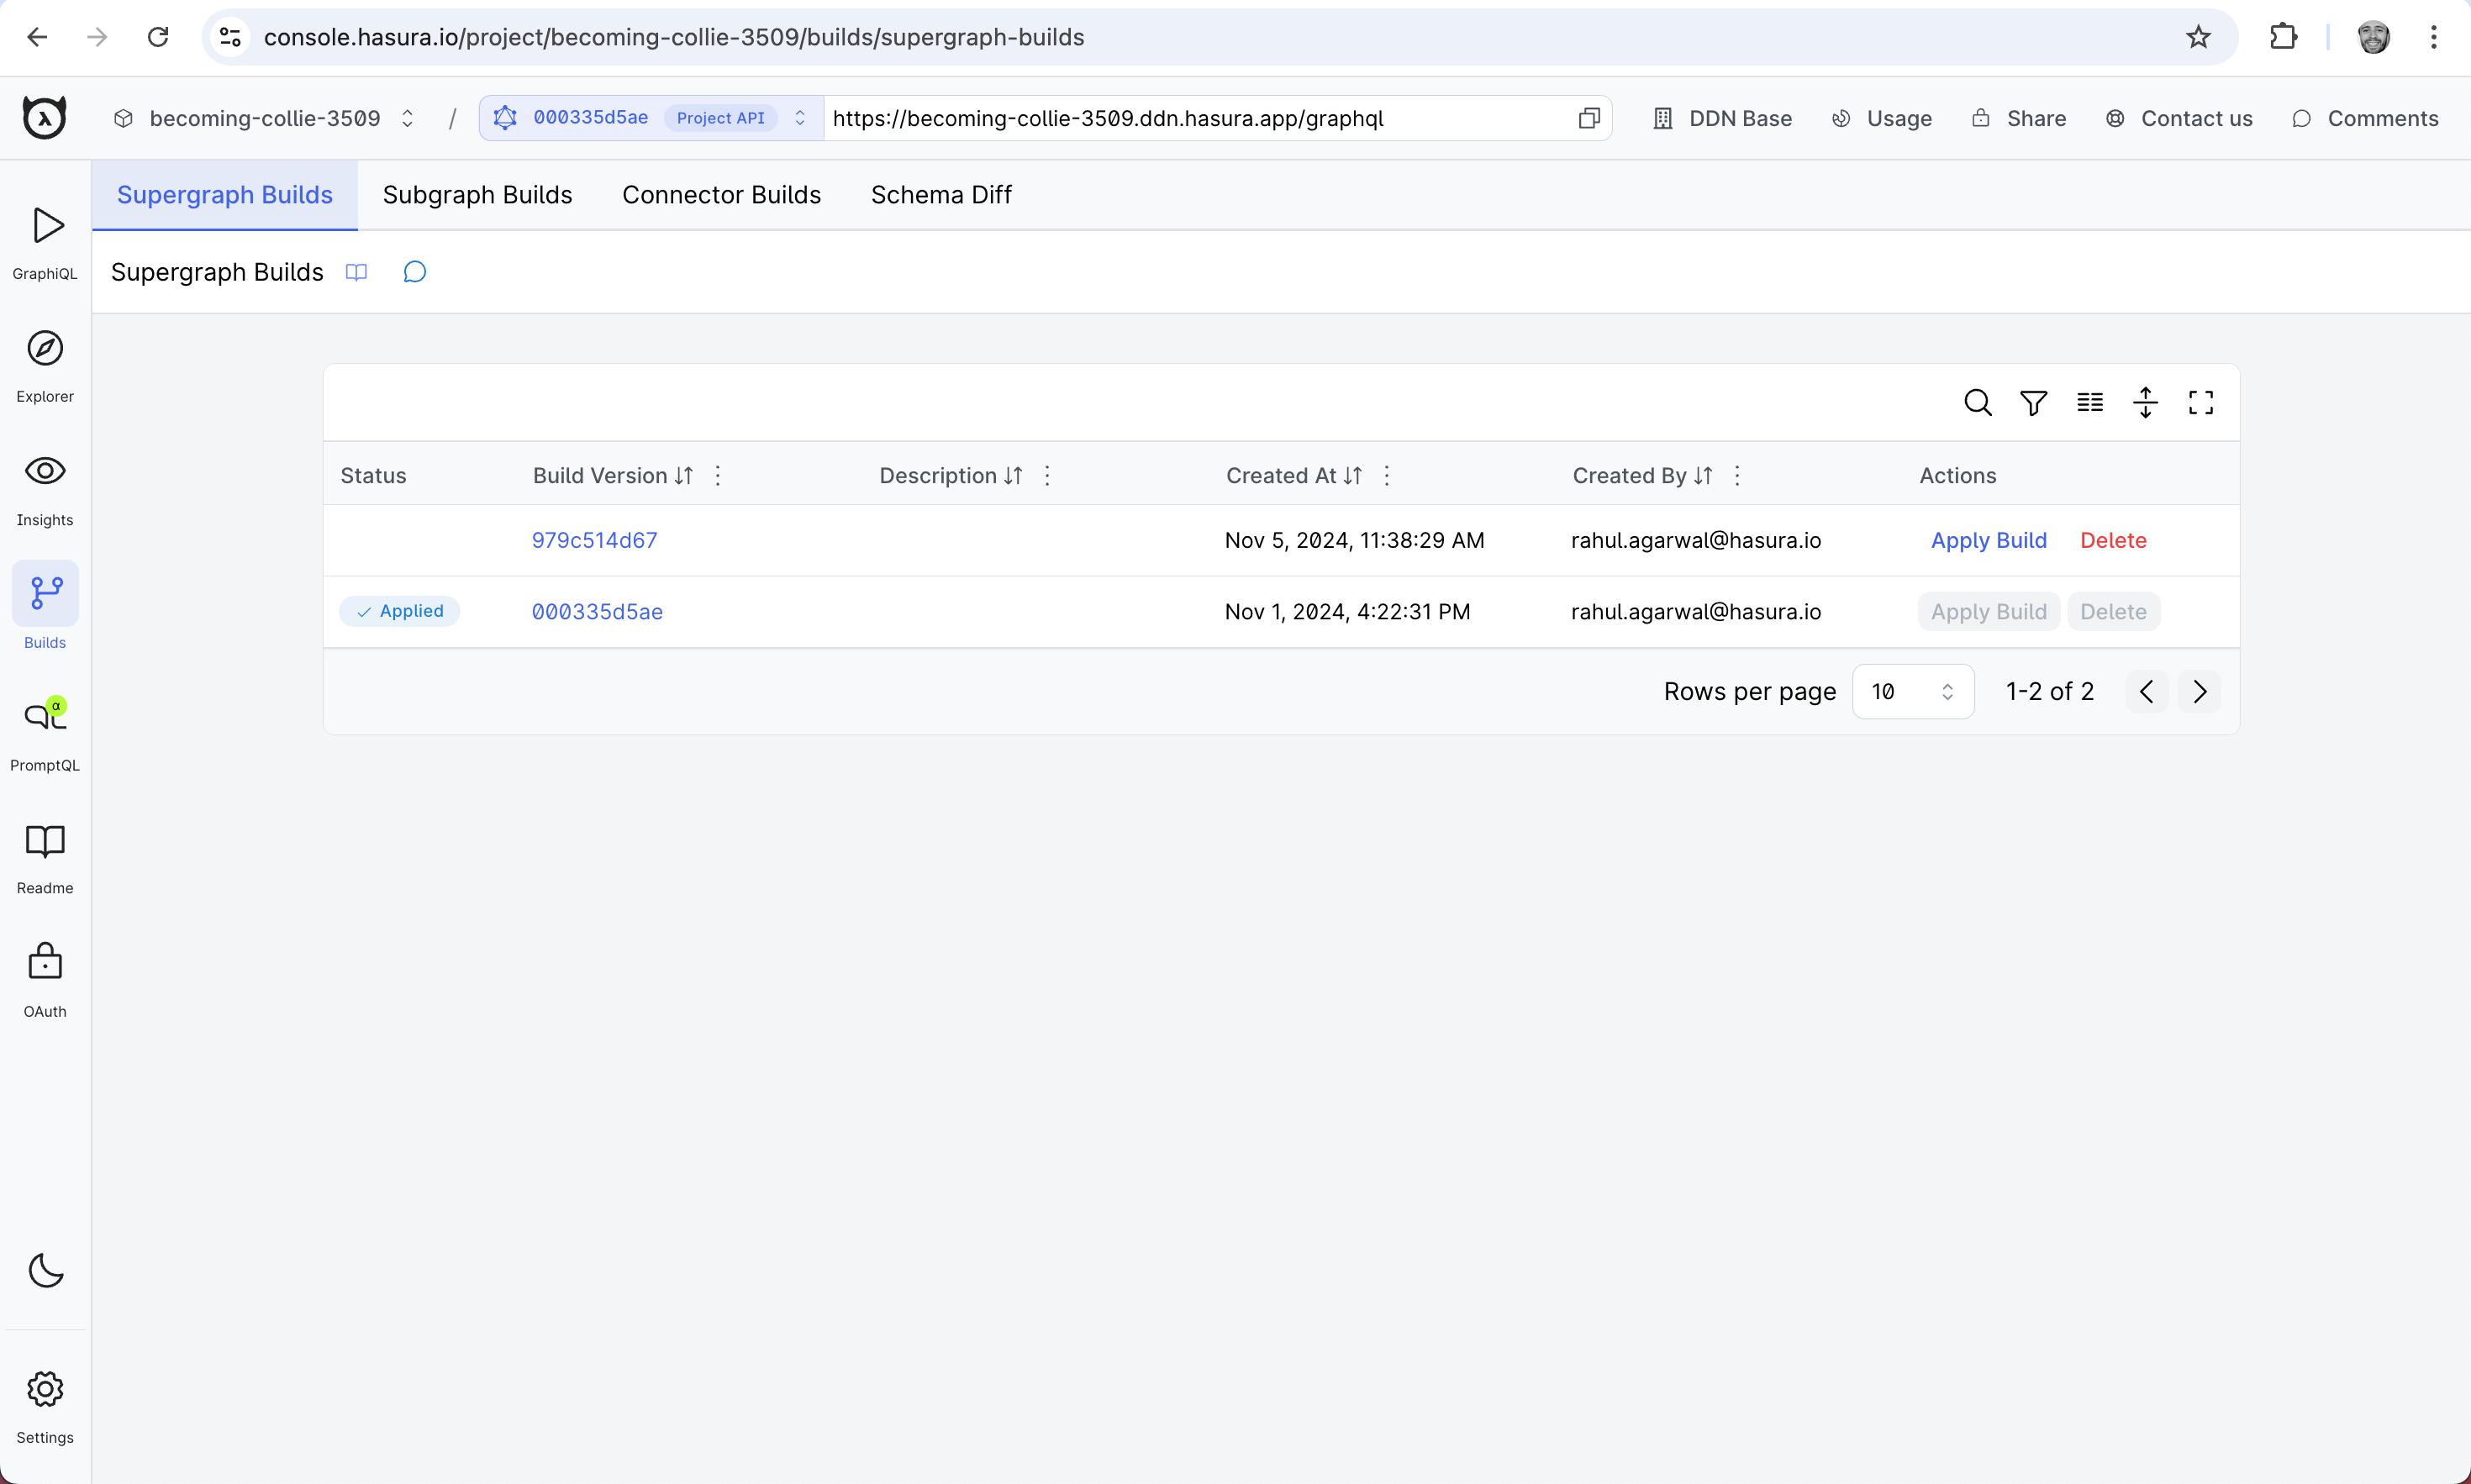 console.hasura.io/project/becoming-collie-3509/builds/supergraph-builds
becoming-collie-3509 / 000335d5ae Project API https://becoming-collie-3509.ddn.hasura.app/graphql DDN Base Usage Share Contact us Comments
Supergraph Builds Subgraph Builds Connector Builds Schema Diff
Supergraph Builds
GraphiQL
Explorer
Insights
Builds
α
PromptQL
Readme
OAuth
Settings
Status Build Version Description Created At Created By Actions
979c514d67 Nov 5, 2024, 11:38:29 AM rahul.agarwal@hasura.io Apply Build Delete
Applied 000335d5ae Nov 1, 2024, 4:22:31 PM rahul.agarwal@hasura.io Apply Build Delete
Rows per page 10 1-2 of 2